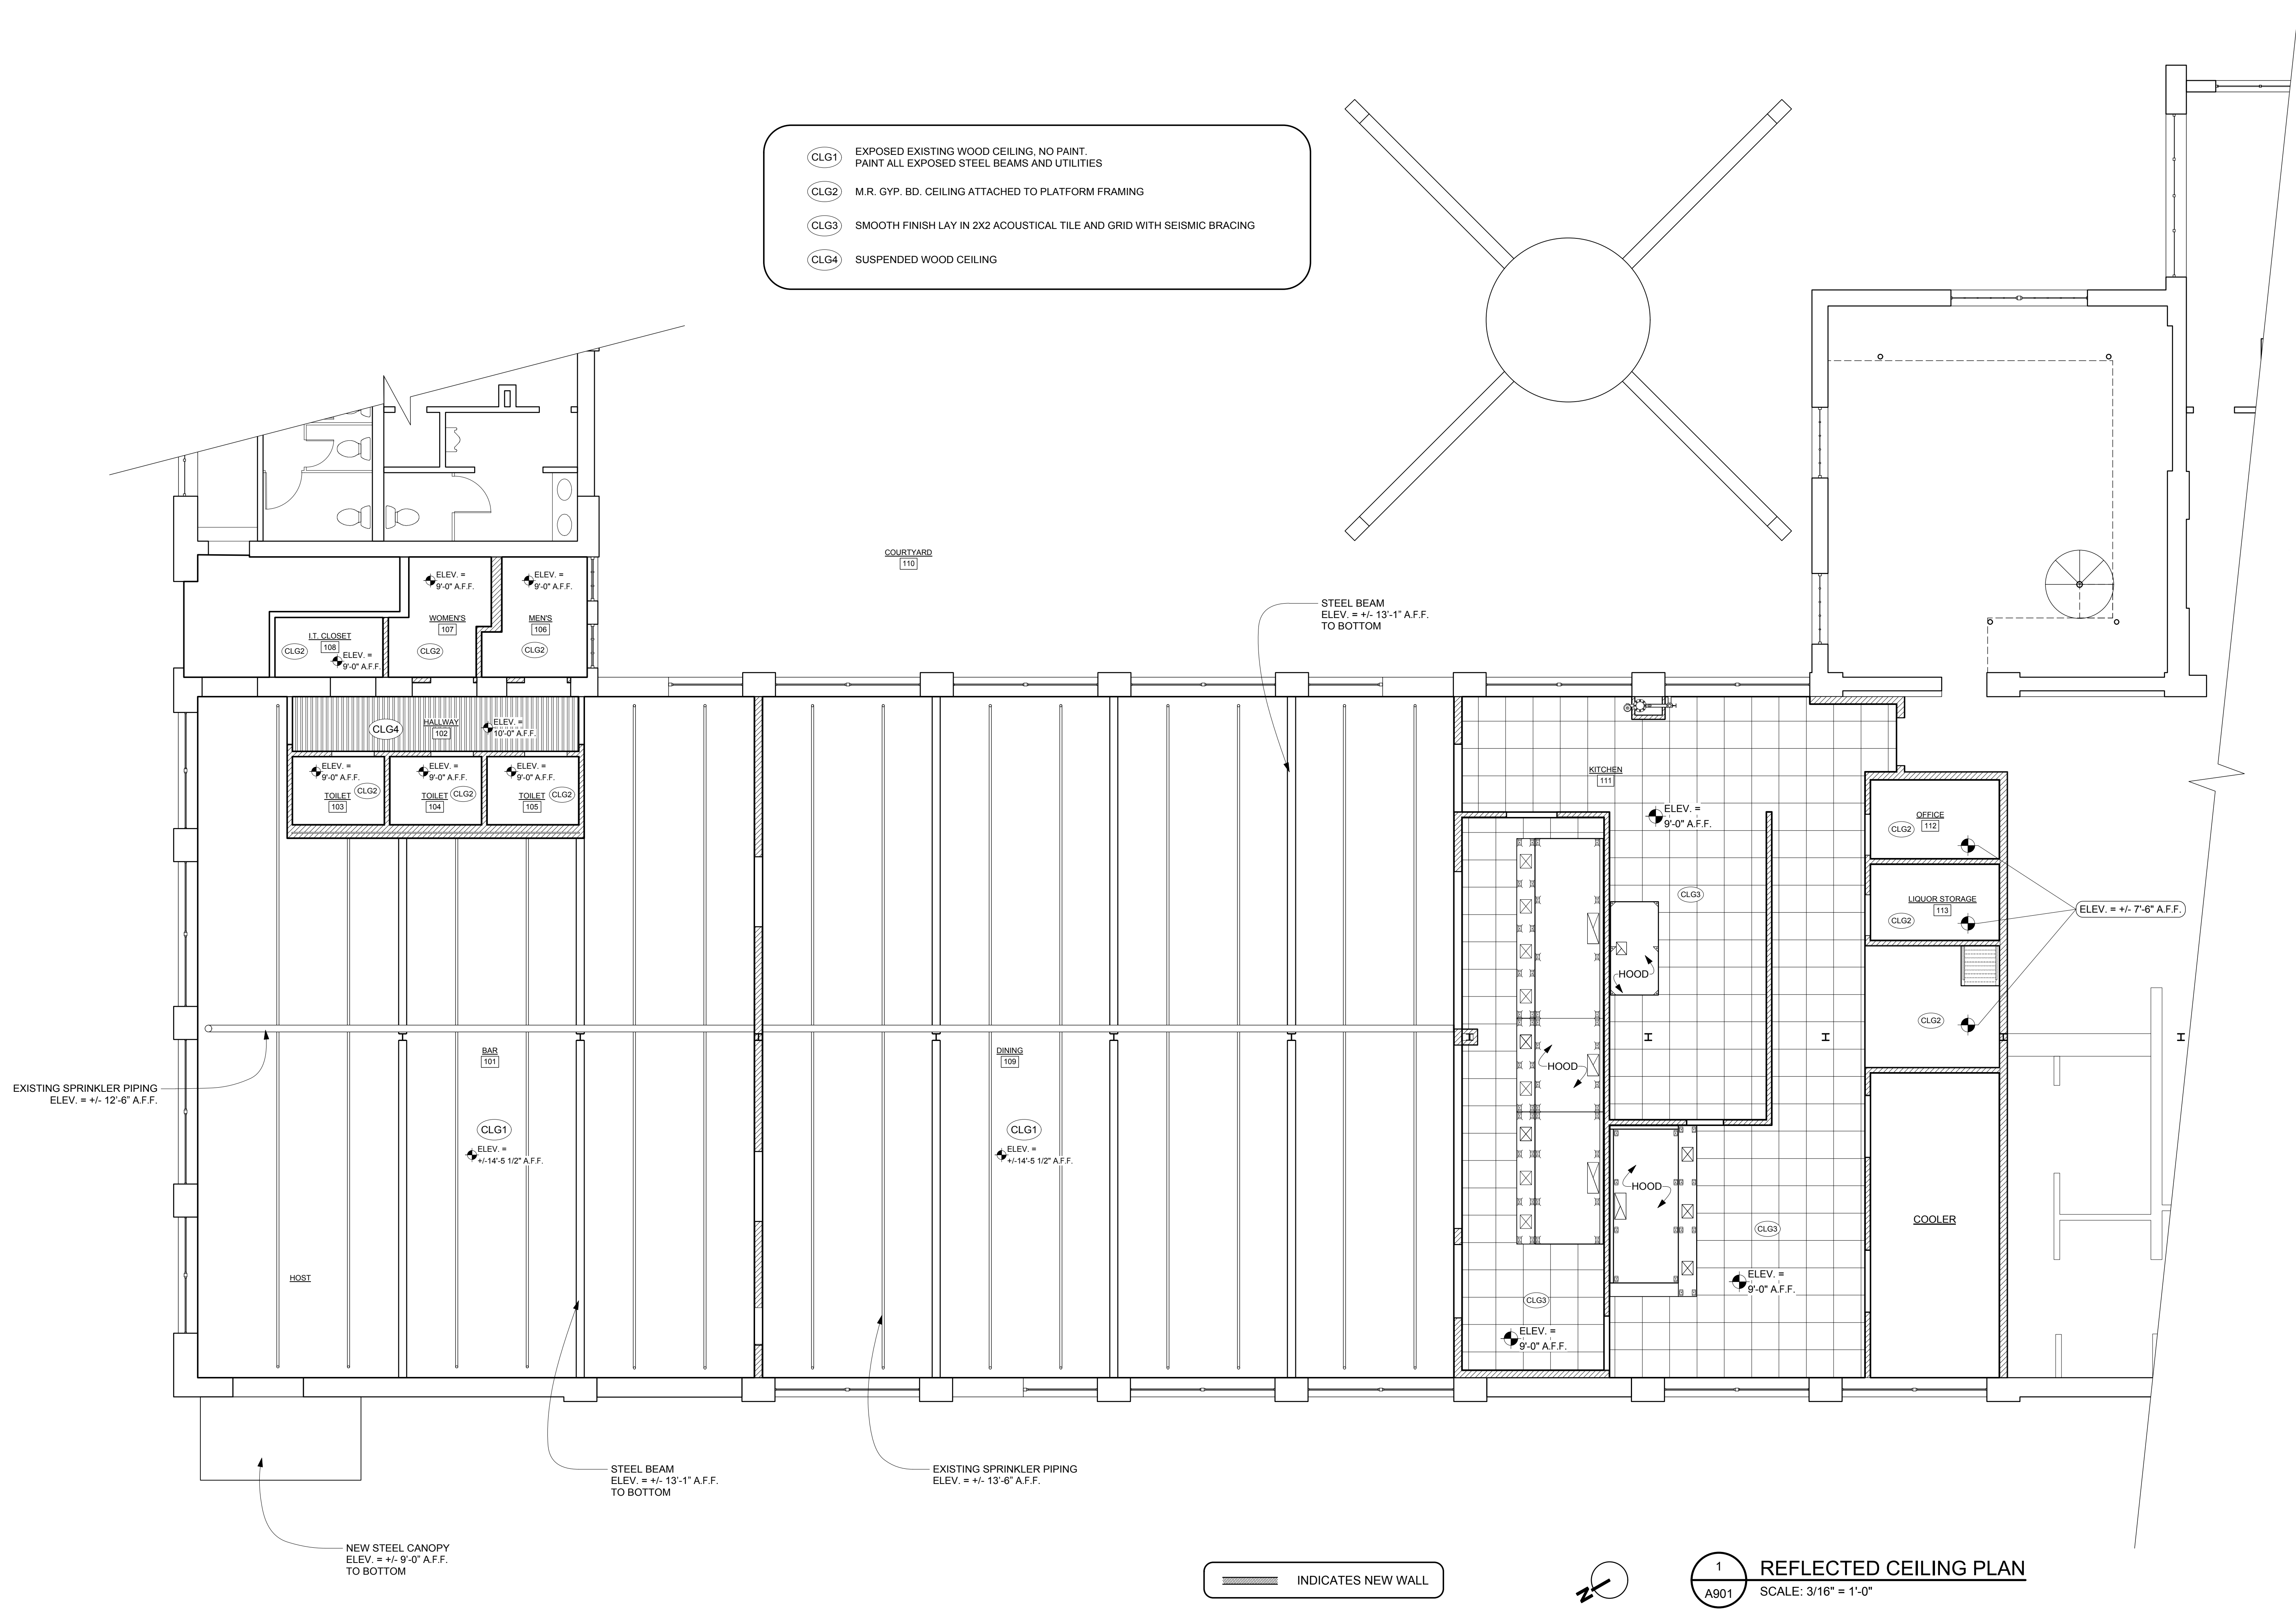 CLG1 EXPOSED EXISTING WOOD CEILING, NO PAINT.
PAINT ALL EXPOSED STEEL BEAMS AND UTILITIES
CLG2 M.R. GYP. BD. CEILING ATTACHED TO PLATFORM FRAMING
CLG3 SMOOTH FINISH LAY IN 2X2 ACOUSTICAL TILE AND GRID WITH SEISMIC BRACING
CLG4 SUSPENDED WOOD CEILING
COURTYARD
110
ELEV. =
9'-0" A.F.F.
WOMEN'S
107
CLG2
ELEV. =
9'-0" A.F.F.
MEN'S
106
CLG2
I.T. CLOSET
108
CLG2
ELEV. =
9'-0" A.F.F.
STEEL BEAM
ELEV. = +/- 13'-1" A.F.F.
TO BOTTOM
CLG4
HALLWAY
102
ELEV. =
10'-0" A.F.F.
ELEV. =
9'-0" A.F.F.
TOILET
103
CLG2
ELEV. =
9'-0" A.F.F.
TOILET
104
CLG2
ELEV. =
9'-0" A.F.F.
TOILET
105
CLG2
KITCHEN
111
ELEV. =
9'-0" A.F.F.
CLG3
OFFICE
112
CLG2
LIQUOR STORAGE
113
CLG2
ELEV. = +/- 7'-6" A.F.F.
HOOD
CLG2
BAR
101
DINING
109
HOOD
EXISTING SPRINKLER PIPING
ELEV. = +/- 12'-6" A.F.F.
CLG1
ELEV. =
+/-14'-5 1/2" A.F.F.
CLG1
ELEV. =
+/-14'-5 1/2" A.F.F.
HOOD
CLG3
COOLER
HOST
ELEV. =
9'-0" A.F.F.
CLG3
ELEV. =
9'-0" A.F.F.
STEEL BEAM
ELEV. = +/- 13'-1" A.F.F.
TO BOTTOM
EXISTING SPRINKLER PIPING
ELEV. = +/- 13'-6" A.F.F.
NEW STEEL CANOPY
ELEV. = +/- 9'-0" A.F.F.
TO BOTTOM
INDICATES NEW WALL
N
1
A901
REFLECTED CEILING PLAN
SCALE: 3/16" = 1'-0"